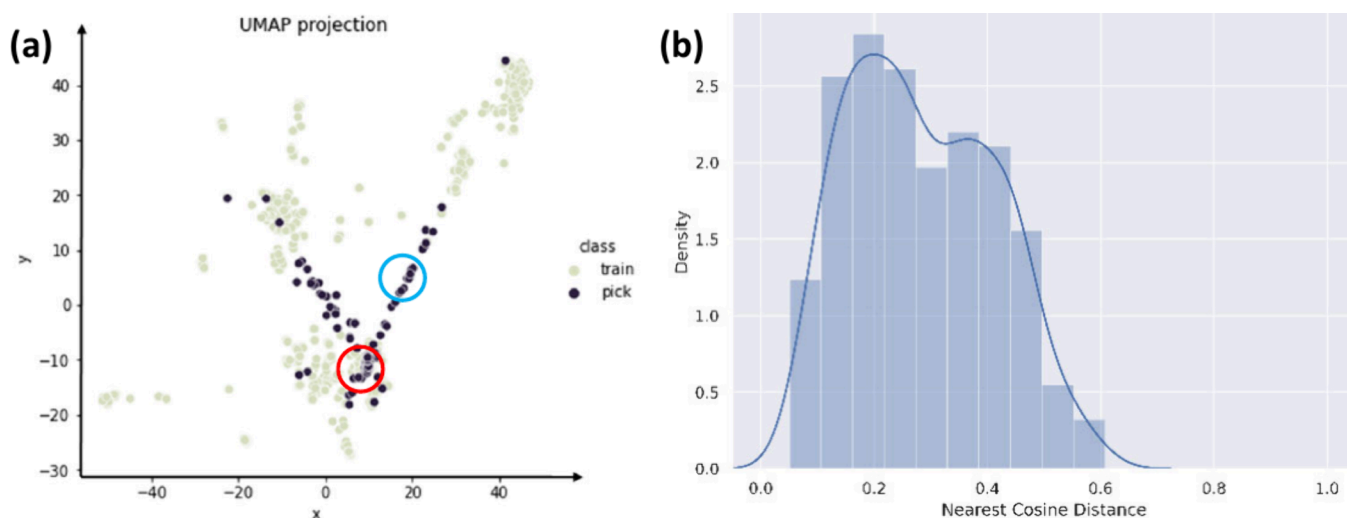 (a)
UMAP projection
40
30
20
10
0
−10
−20
−30
y
−40
−20
0
20
40
x
class
train
pick
(b)
2.5
2.0
1.5
1.0
0.5
0.0
Density
0.0
0.2
0.4
0.6
0.8
1.0
Nearest Cosine Distance